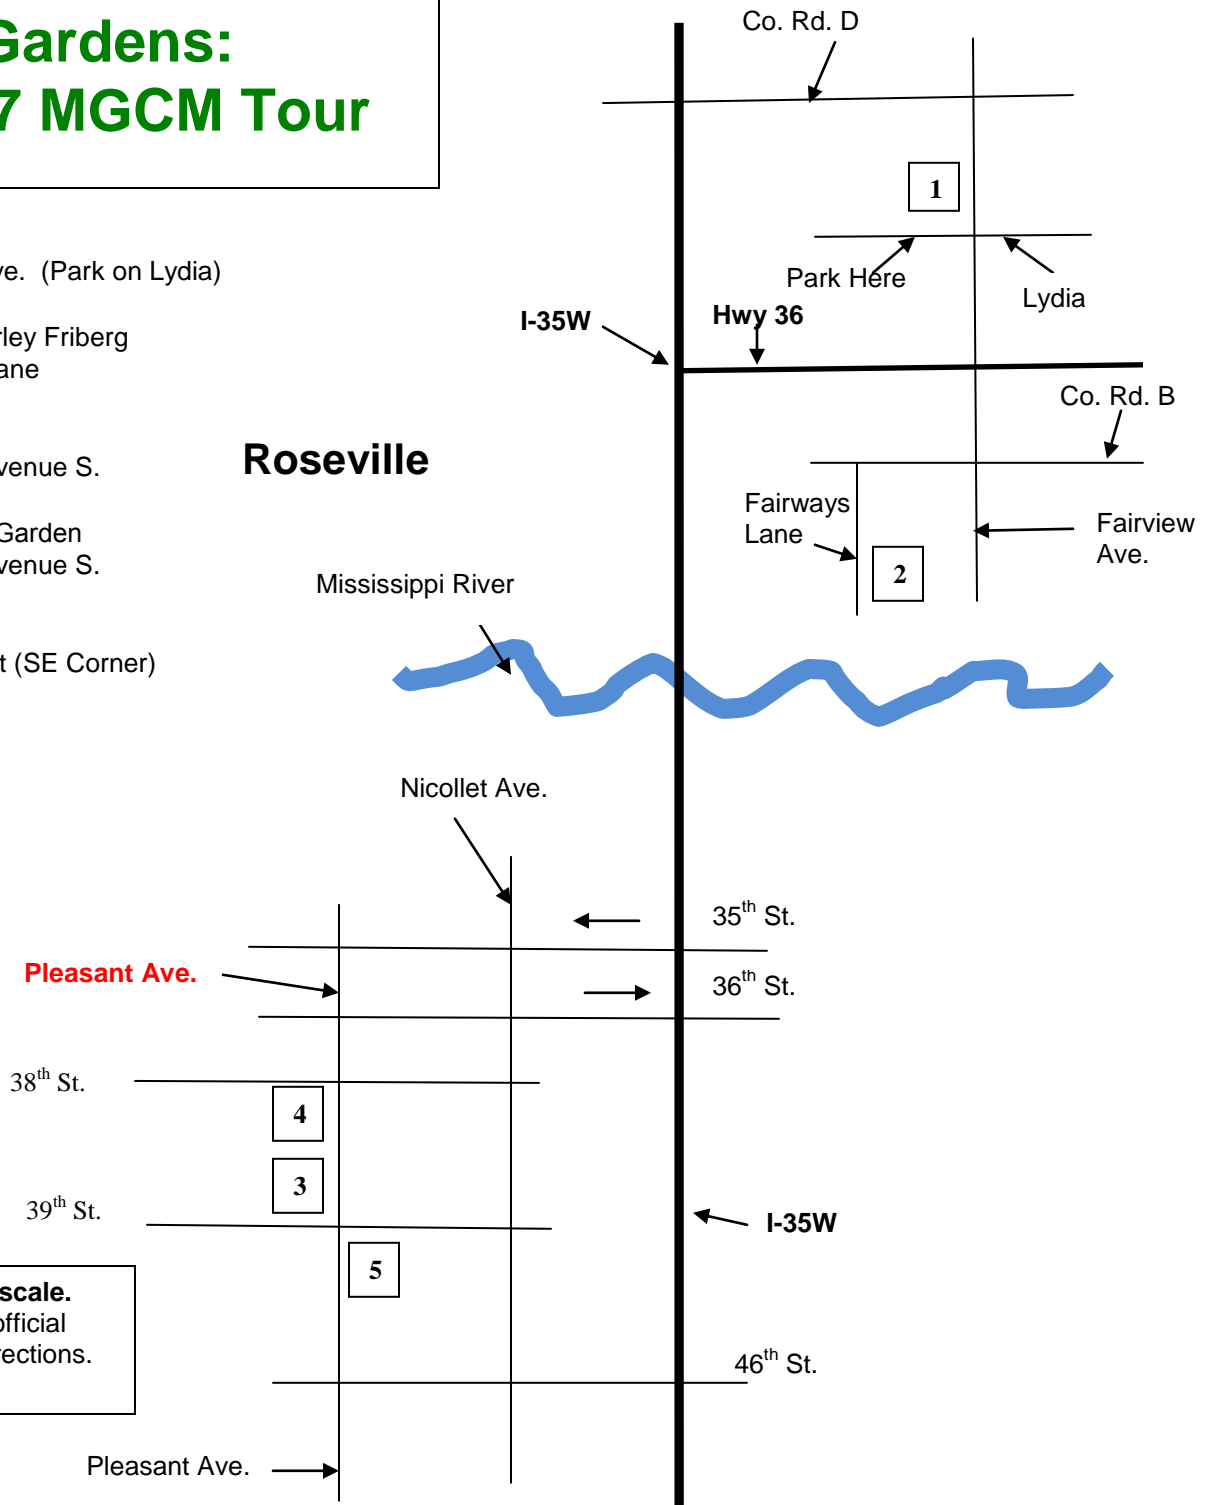 Gardens:
7 MGCM Tour
ve. (Park on Lydia)
rley Friberg
ane
venue S.
Garden
venue S.
t (SE Corner)
Roseville
Co. Rd. D
1
Park Here
Lydia
I-35W
Hwy 36
Co. Rd. B
Fairways
Lane
2
Fairview
Ave.
Mississippi River
Nicollet Ave.
35th St.
Pleasant Ave.
36th St.
38th St.
4
3
39th St.
I-35W
5
scale.
official
rections.
46th St.
Pleasant Ave.